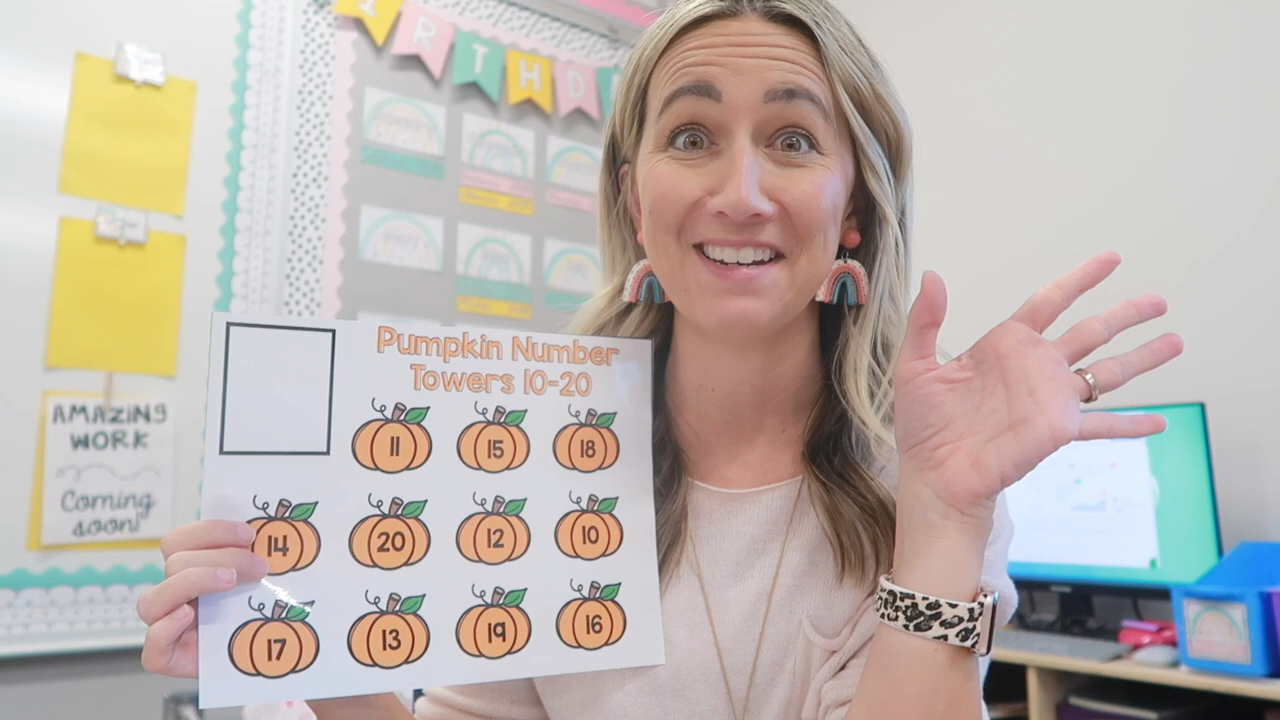 RTHD
AMAZING
WORK
Coming
soon!
Pumpkin Number
Towers 10-20
11 15 18
14 20 12 10
17 13 19 16